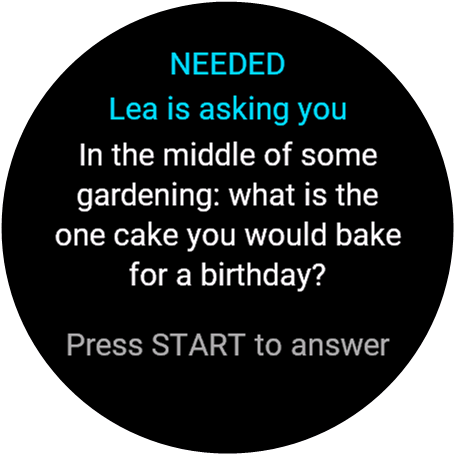 NEEDED
Lea is asking you
In the middle of some
gardening: what is the
one cake you would bake
for a birthday?
Press START to answer